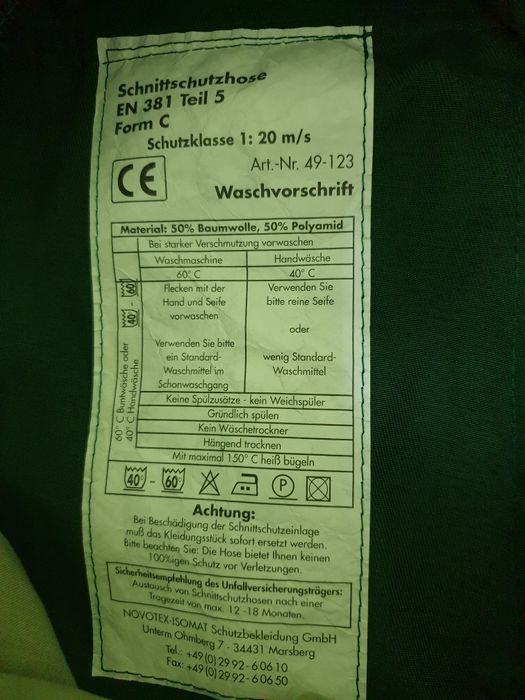 Schnittschutzhose
EN 381 Teil 5
Form C
Schutzklasse 1: 20 m/s
CE
Art.-Nr. 49-123
Waschvorschrift
Material: 50% Baumwolle, 50% Polyamid
Bei starker Verschmutzung vorwaschen
Waschmaschine
Handwäsche
60° C
40° C
Flecken mit der
Hand und Seife
vorwaschen
Verwenden Sie bitte
ein Standard-
Waschmittel im
Schonwaschgang
Verwenden Sie
bitte reine Seife
oder
wenig Standard-
Waschmittel
60° C Buntwäsche oder
40° C Handwäsche
40° - 60°
Keine Spülzusätze - kein Weichspüler
Gründlich spülen
Kein Wäschetrockner
Hängend trocknen
Mit maximal 150° C heiß bügeln
40° - 60° P
Achtung:
Bei Beschädigung der Schnittschutzeinlage
muß das Kleidungsstück sofort ersetzt werden.
Bitte beachten Sie: Die Hose bietet Ihnen keinen
100%igen Schutz vor Verletzungen.
Sicherheitsempfehlung des Unfallversicherungsträgers:
Austausch von Schnittschutzhosen nach einer
Tragezeit von max. 12 -18 Monaten.
NOVOTEX-ISOMAT Schutzbekleidung GmbH
Unterm Ohmberg 7 - 34431 Marsberg
Tel.: +49 (0) 29 92 - 6 06 10
Fax: +49 (0) 29 92 - 6 06 50